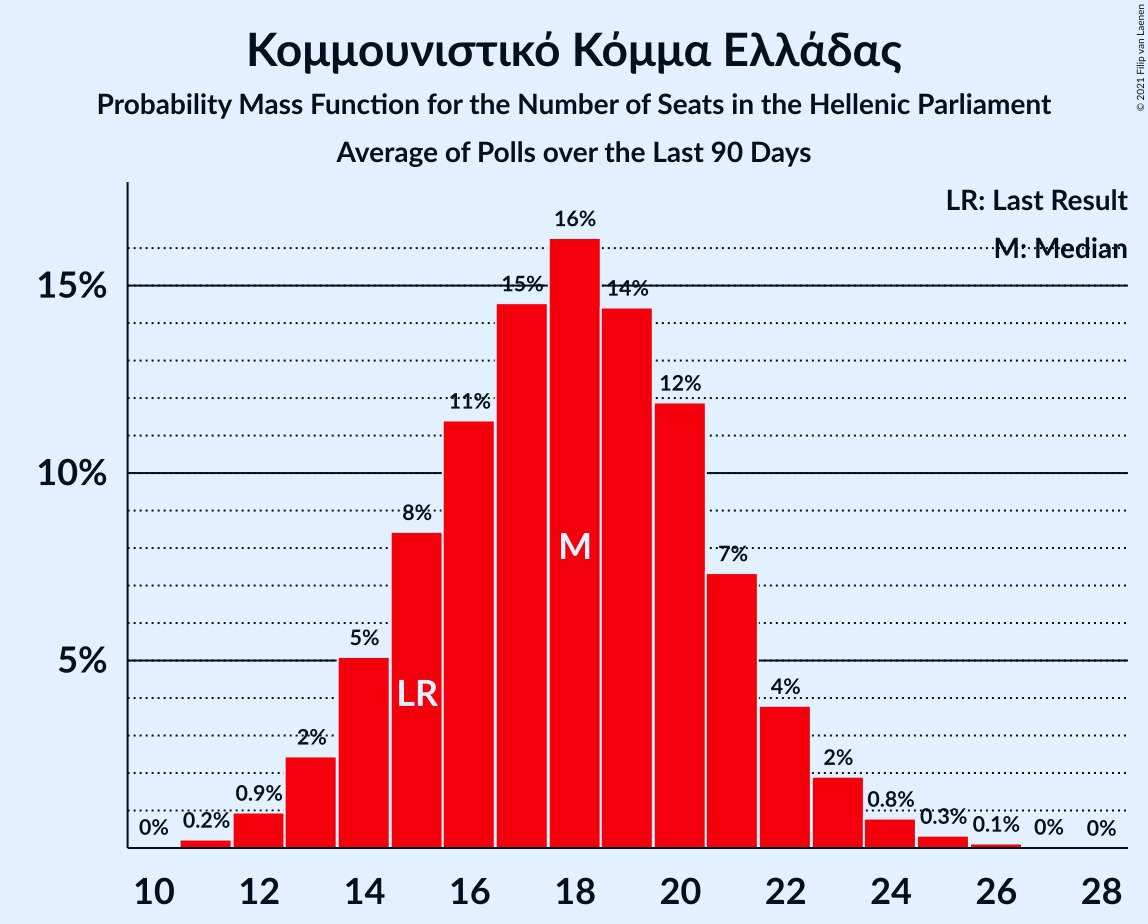 Κομμουνιστικό Κόμμα Ελλάδας
Probability Mass Function for the Number of Seats in the Hellenic Parliament
Average of Polls over the Last 90 Days
© 2021 Filip van Laenen
LR: Last Result
M: Median
15%
10%
5%
0%
0.2%
0.9%
2%
5%
8%
11%
15%
16%
14%
12%
7%
4%
2%
0.8%
0.3%
0.1%
0%
0%
LR
M
10 12 14 16 18 20 22 24 26 28